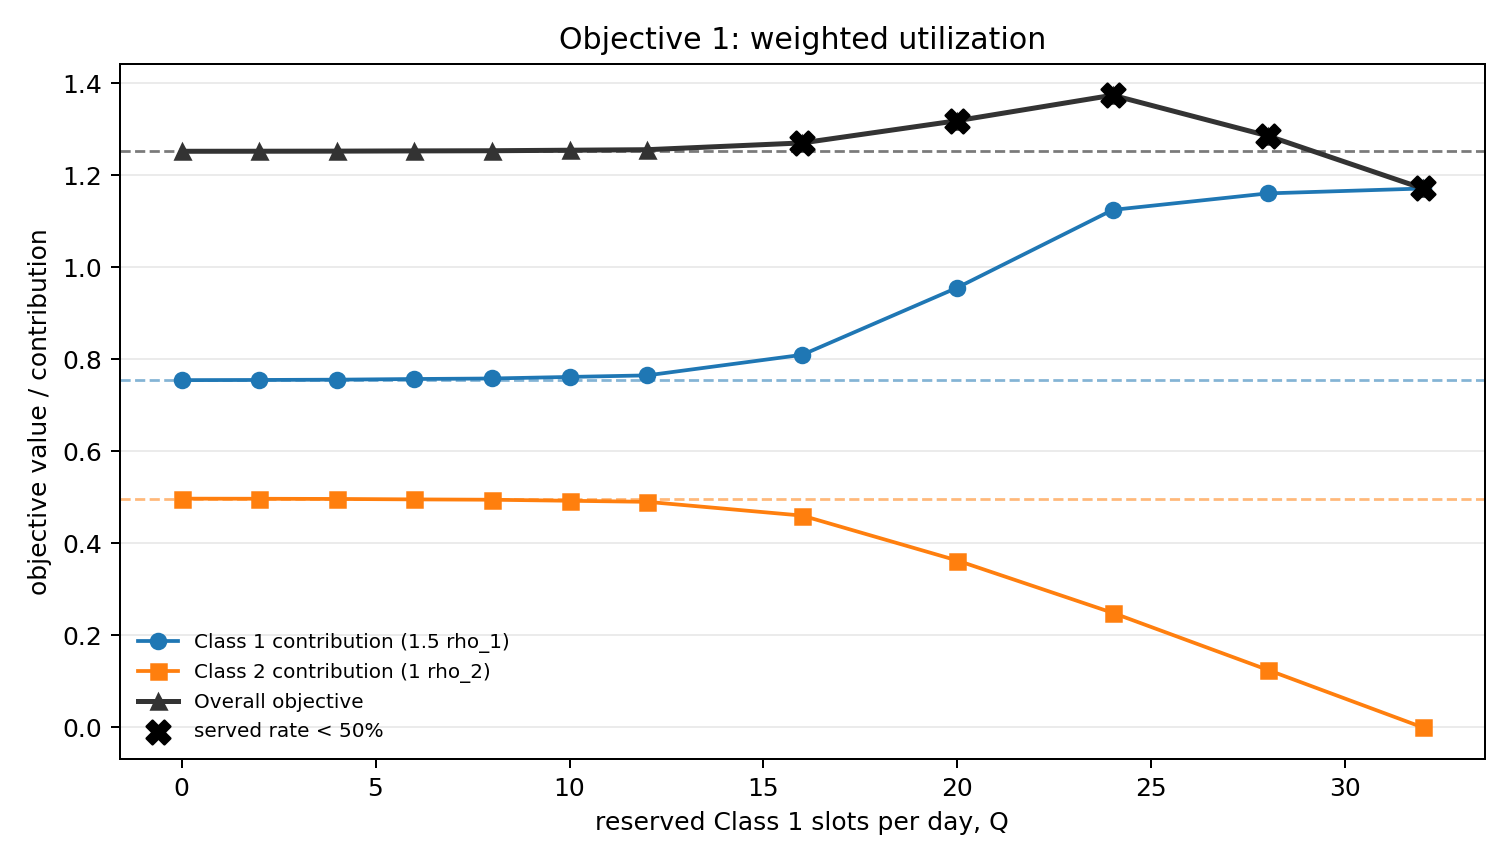 Objective 1: weighted utilization
objective value / contribution
1.4
1.2
1.0
0.8
0.6
0.4
0.2
0.0
Class 1 contribution (1.5 rho_1)
Class 2 contribution (1 rho_2)
Overall objective
served rate < 50%
0 5 10 15 20 25 30
reserved Class 1 slots per day, Q